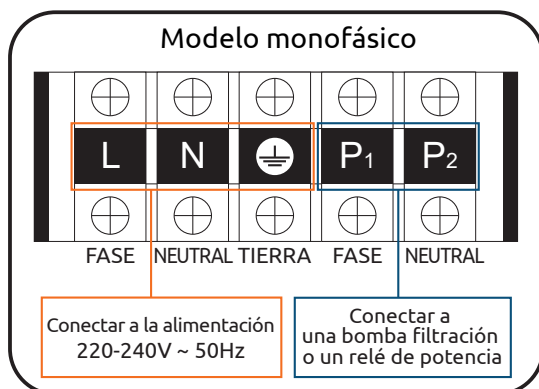 Modelo monofásico
L N P1 P2
FASE NEUTRAL TIERRA FASE NEUTRAL
Conectar a la alimentación
220-240V ~ 50Hz
Conectar a
una bomba filtración
o un relé de potencia